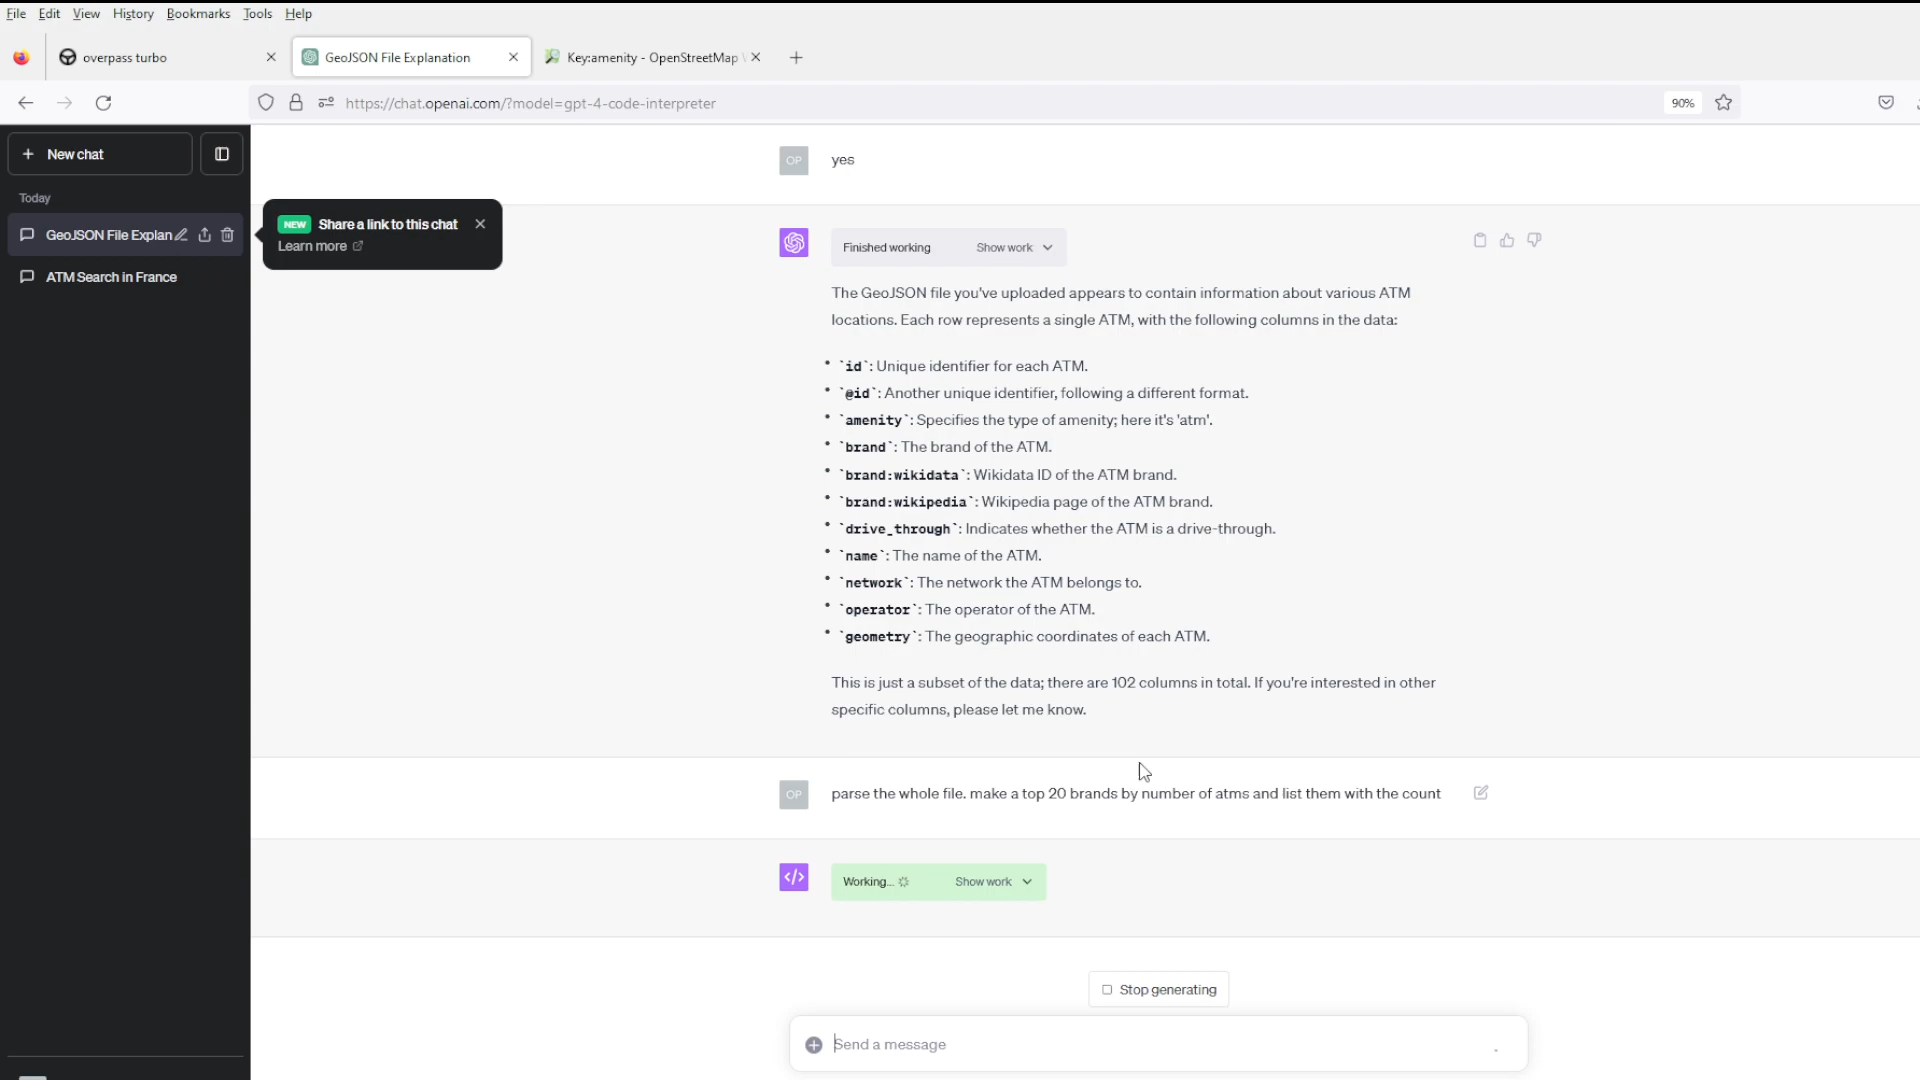 File Edit View History Bookmarks Tools Help
overpass turbo
GeoJSON File Explanation
Key:amenity - OpenStreetMap
https://chat.openai.com/?model=gpt-4-code-interpreter
90%
New chat
Today
GeoJSON File Explan
ATM Search in France
NEW Share a link to this chat
Learn more
OP yes
Finished working Show work
The GeoJSON file you've uploaded appears to contain information about various ATM
locations. Each row represents a single ATM, with the following columns in the data:
• `id`: Unique identifier for each ATM.
• `@id`: Another unique identifier, following a different format.
• `amenity`: Specifies the type of amenity; here it's 'atm'.
• `brand`: The brand of the ATM.
• `brand:wikidata`: Wikidata ID of the ATM brand.
• `brand:wikipedia`: Wikipedia page of the ATM brand.
• `drive_through`: Indicates whether the ATM is a drive-through.
• `name`: The name of the ATM.
• `network`: The network the ATM belongs to.
• `operator`: The operator of the ATM.
• `geometry`: The geographic coordinates of each ATM.
This is just a subset of the data; there are 102 columns in total. If you're interested in other
specific columns, please let me know.
OP parse the whole file. make a top 20 brands by number of atms and list them with the count
Working... Show work
Stop generating
Send a message